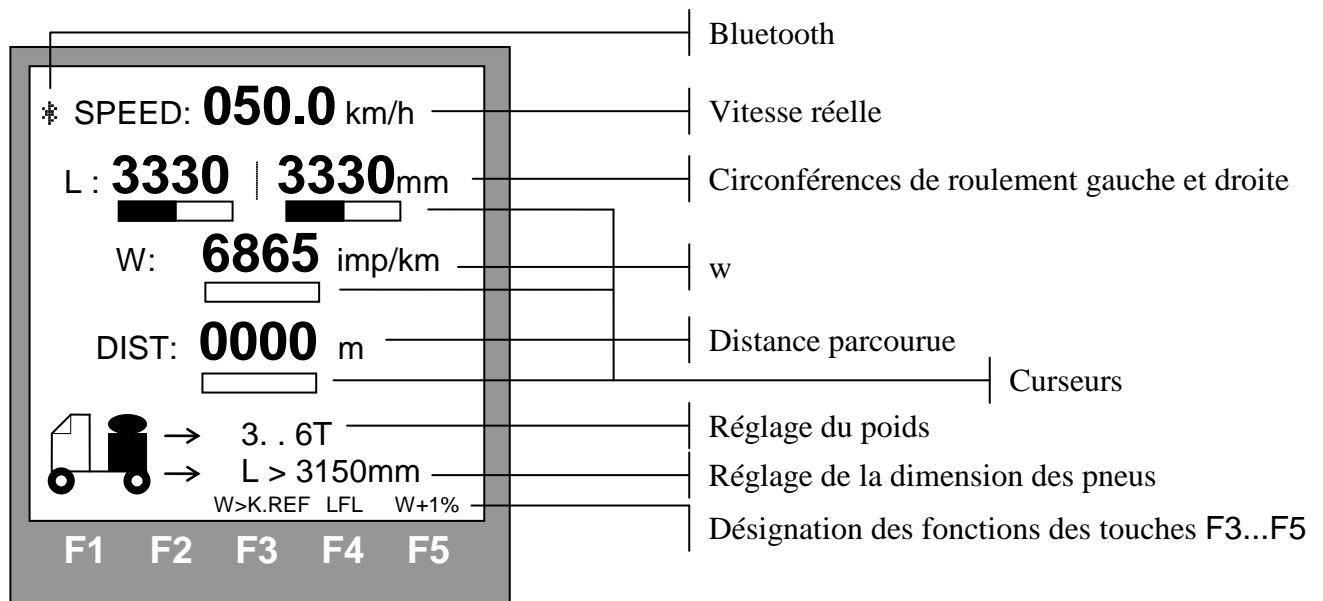 Bluetooth
SPEED: 050.0 km/h
Vitesse réelle
L : 3330 | 3330mm
Circonférences de roulement gauche et droite
W: 6865 imp/km
w
DIST: 0000 m
Distance parcourue
Curseurs
3. . 6T
Réglage du poids
L > 3150mm
Réglage de la dimension des pneus
W>K.REF LFL W+1%
Désignation des fonctions des touches F3...F5
F1 F2 F3 F4 F5